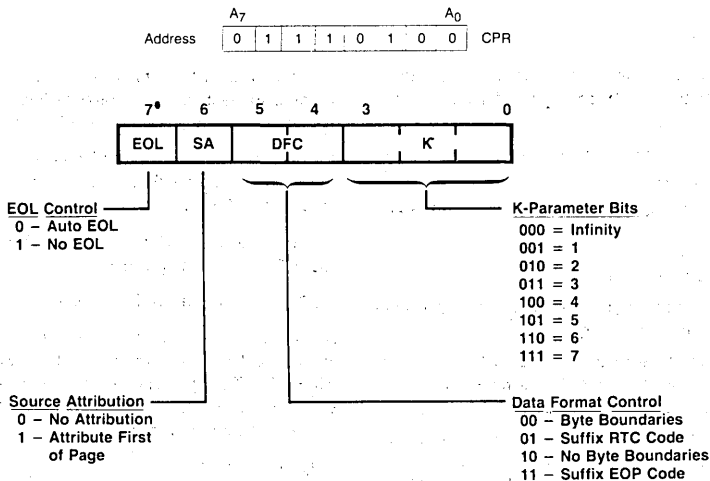 A7 A0
Address 0 1 1 1 0 1 0 0 CPR
7 6 5 4 3 0
EOL SA DFC K
EOL Control
0 – Auto EOL
1 – No EOL
K-Parameter Bits
000 = Infinity
001 = 1
010 = 2
011 = 3
100 = 4
101 = 5
110 = 6
111 = 7
Source Attribution
0 – No Attribution
1 – Attribute First
of Page
Data Format Control
00 – Byte Boundaries
01 – Suffix RTC Code
10 – No Byte Boundaries
11 – Suffix EOP Code